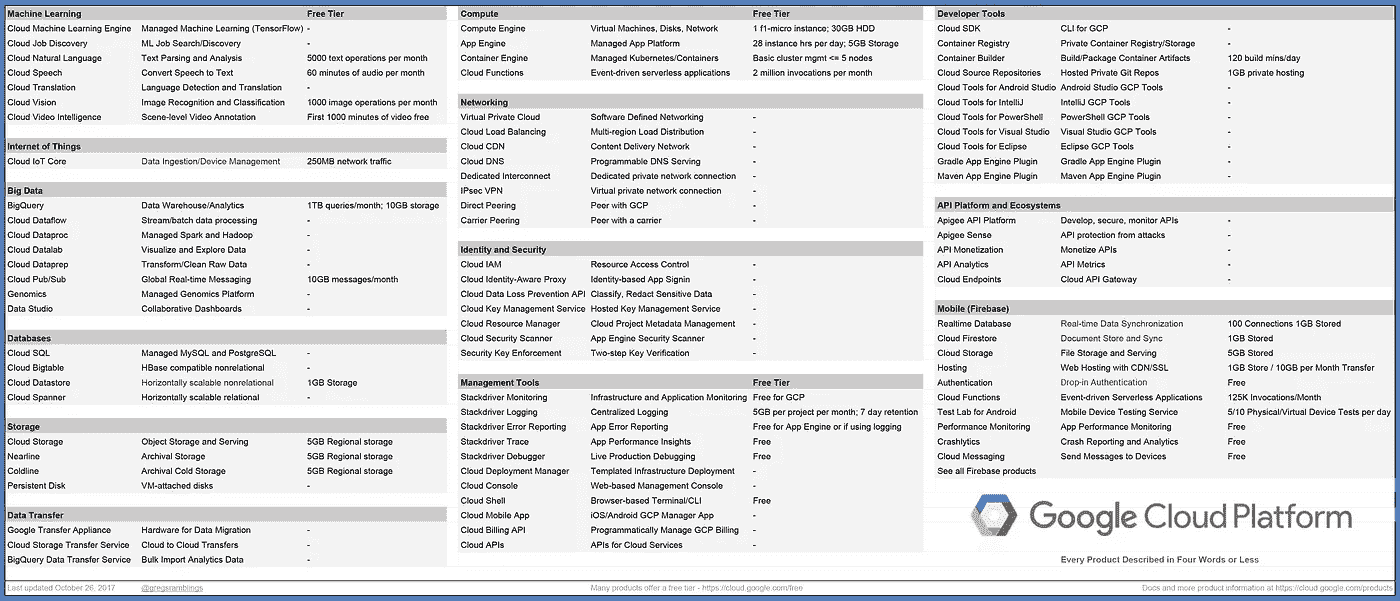 Machine Learning Free Tier
Cloud Machine Learning Engine Managed Machine Learning (TensorFlow) -
Cloud Job Discovery ML Job Search/Discovery -
Cloud Natural Language Text Parsing and Analysis 5000 text operations per month
Cloud Speech Convert Speech to Text 60 minutes of audio per month
Cloud Translation Language Detection and Translation -
Cloud Vision Image Recognition and Classification 1000 image operations per month
Cloud Video Intelligence Scene-level Video Annotation First 1000 minutes of video free
Internet of Things
Cloud IoT Core Data Ingestion/Device Management 250MB network traffic
Big Data
BigQuery Data Warehouse/Analytics 1TB queries/month; 10GB storage
Cloud Dataflow Stream/batch data processing -
Cloud Dataproc Managed Spark and Hadoop -
Cloud Datalab Visualize and Explore Data -
Cloud Dataprep Transform/Clean Raw Data -
Cloud Pub/Sub Global Real-time Messaging 10GB messages/month
Genomics Managed Genomics Platform -
Data Studio Collaborative Dashboards -
Databases
Cloud SQL Managed MySQL and PostgreSQL -
Cloud Bigtable HBase compatible nonrelational -
Cloud Datastore Horizontally scalable nonrelational 1GB Storage
Cloud Spanner Horizontally scalable relational -
Storage
Cloud Storage Object Storage and Serving 5GB Regional storage
Nearline Archival Storage 5GB Regional storage
Coldline Archival Cold Storage 5GB Regional storage
Persistent Disk VM-attached disks -
Data Transfer
Google Transfer Appliance Hardware for Data Migration -
Cloud Storage Transfer Service Cloud to Cloud Transfers -
BigQuery Data Transfer Service Bulk Import Analytics Data -
Compute Free Tier
Compute Engine Virtual Machines, Disks, Network 1 f1-micro instance; 30GB HDD
App Engine Managed App Platform 28 instance hrs per day; 5GB Storage
Container Engine Managed Kubernetes/Containers Basic cluster mgmt <= 5 nodes
Cloud Functions Event-driven serverless applications 2 million invocations per month
Networking
Virtual Private Cloud Software Defined Networking -
Cloud Load Balancing Multi-region Load Distribution -
Cloud CDN Content Delivery Network -
Cloud DNS Programmable DNS Serving -
Dedicated Interconnect Dedicated private network connection -
IPsec VPN Virtual private network connection -
Direct Peering Peer with GCP -
Carrier Peering Peer with a carrier -
Identity and Security
Cloud IAM Resource Access Control -
Cloud Identity-Aware Proxy Identity-based App Signin -
Cloud Data Loss Prevention API Classify, Redact Sensitive Data -
Cloud Key Management Service Hosted Key Management Service -
Cloud Resource Manager Cloud Project Metadata Management -
Cloud Security Scanner App Engine Security Scanner -
Security Key Enforcement Two-step Key Verification -
Management Tools Free Tier
Stackdriver Monitoring Infrastructure and Application Monitoring Free for GCP
Stackdriver Logging Centralized Logging 5GB per project per month; 7 day retention
Stackdriver Error Reporting App Error Reporting Free for App Engine or if using logging
Stackdriver Trace App Performance Insights Free
Stackdriver Debugger Live Production Debugging Free
Cloud Deployment Manager Templated Infrastructure Deployment -
Cloud Console Web-based Management Console -
Cloud Shell Browser-based Terminal/CLI Free
Cloud Mobile App iOS/Android GCP Manager App -
Cloud Billing API Programmatically Manage GCP Billing -
Cloud APIs APIs for Cloud Services -
Developer Tools
Cloud SDK CLI for GCP -
Container Registry Private Container Registry/Storage -
Container Builder Build/Package Container Artifacts 120 build mins/day
Cloud Source Repositories Hosted Private Git Repos 1GB private hosting
Cloud Tools for Android Studio Android Studio GCP Tools -
Cloud Tools for IntelliJ IntelliJ GCP Tools -
Cloud Tools for PowerShell PowerShell GCP Tools -
Cloud Tools for Visual Studio Visual Studio GCP Tools -
Cloud Tools for Eclipse Eclipse GCP Tools -
Gradle App Engine Plugin Gradle App Engine Plugin -
Maven App Engine Plugin Maven App Engine Plugin -
API Platform and Ecosystems
Apigee API Platform Develop, secure, monitor APIs -
Apigee Sense API protection from attacks -
API Monetization Monetize APIs -
API Analytics API Metrics -
Cloud Endpoints Cloud API Gateway -
Mobile (Firebase)
Realtime Database Real-time Data Synchronization 100 Connections 1GB Stored
Cloud Firestore Document Store and Sync 1GB Stored
Cloud Storage File Storage and Serving 5GB Stored
Hosting Web Hosting with CDN/SSL 1GB Store / 10GB per Month Transfer
Authentication Drop-in Authentication Free
Cloud Functions Event-driven Serverless Applications 125K Invocations/Month
Test Lab for Android Mobile Device Testing Service 5/10 Physical/Virtual Device Tests per day
Performance Monitoring App Performance Monitoring Free
Crashlytics Crash Reporting and Analytics Free
Cloud Messaging Send Messages to Devices Free
See all Firebase products
Google Cloud Platform
Every Product Described in Four Words or Less
Last updated October 26, 2017 @gregsramblings
Many products offer a free tier - https://cloud.google.com/free
Docs and more product information at https://cloud.google.com/products